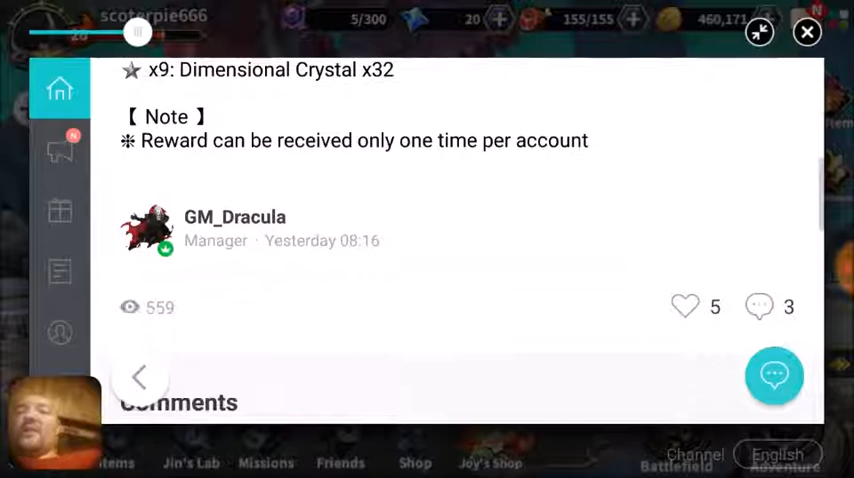 scoterpie666
28
5/300
20
155/155
460,171
N
★ x9: Dimensional Crystal x32
【 Note 】
※ Reward can be received only one time per account
N
GM_Dracula
Manager · Yesterday 08:16
559
5
3
Comments
Items
Jin's Lab
Missions
Friends
Shop
Joy's Shop
Battlefield
Adventure
Channel
English
Item